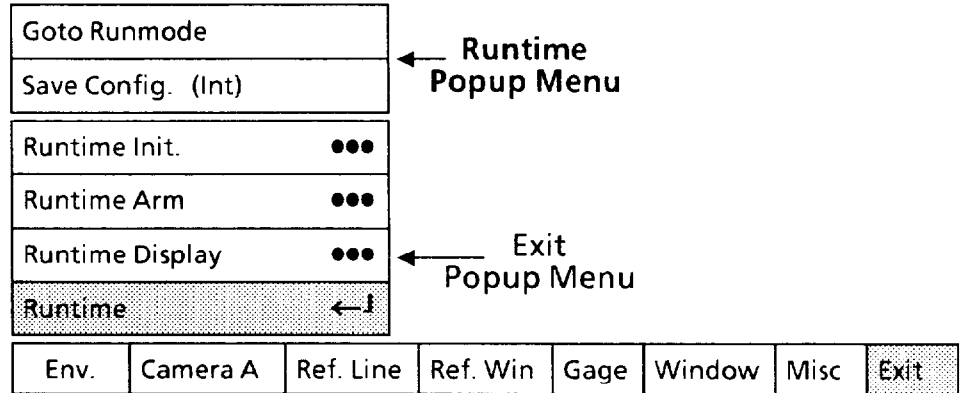 Goto Runmode
Save Config. (Int)
Runtime
Popup Menu
Runtime Init. ●●●
Runtime Arm ●●●
Runtime Display ●●●
Runtime
Exit
Popup Menu
Env. Camera A Ref. Line Ref. Win Gage Window Misc Exit